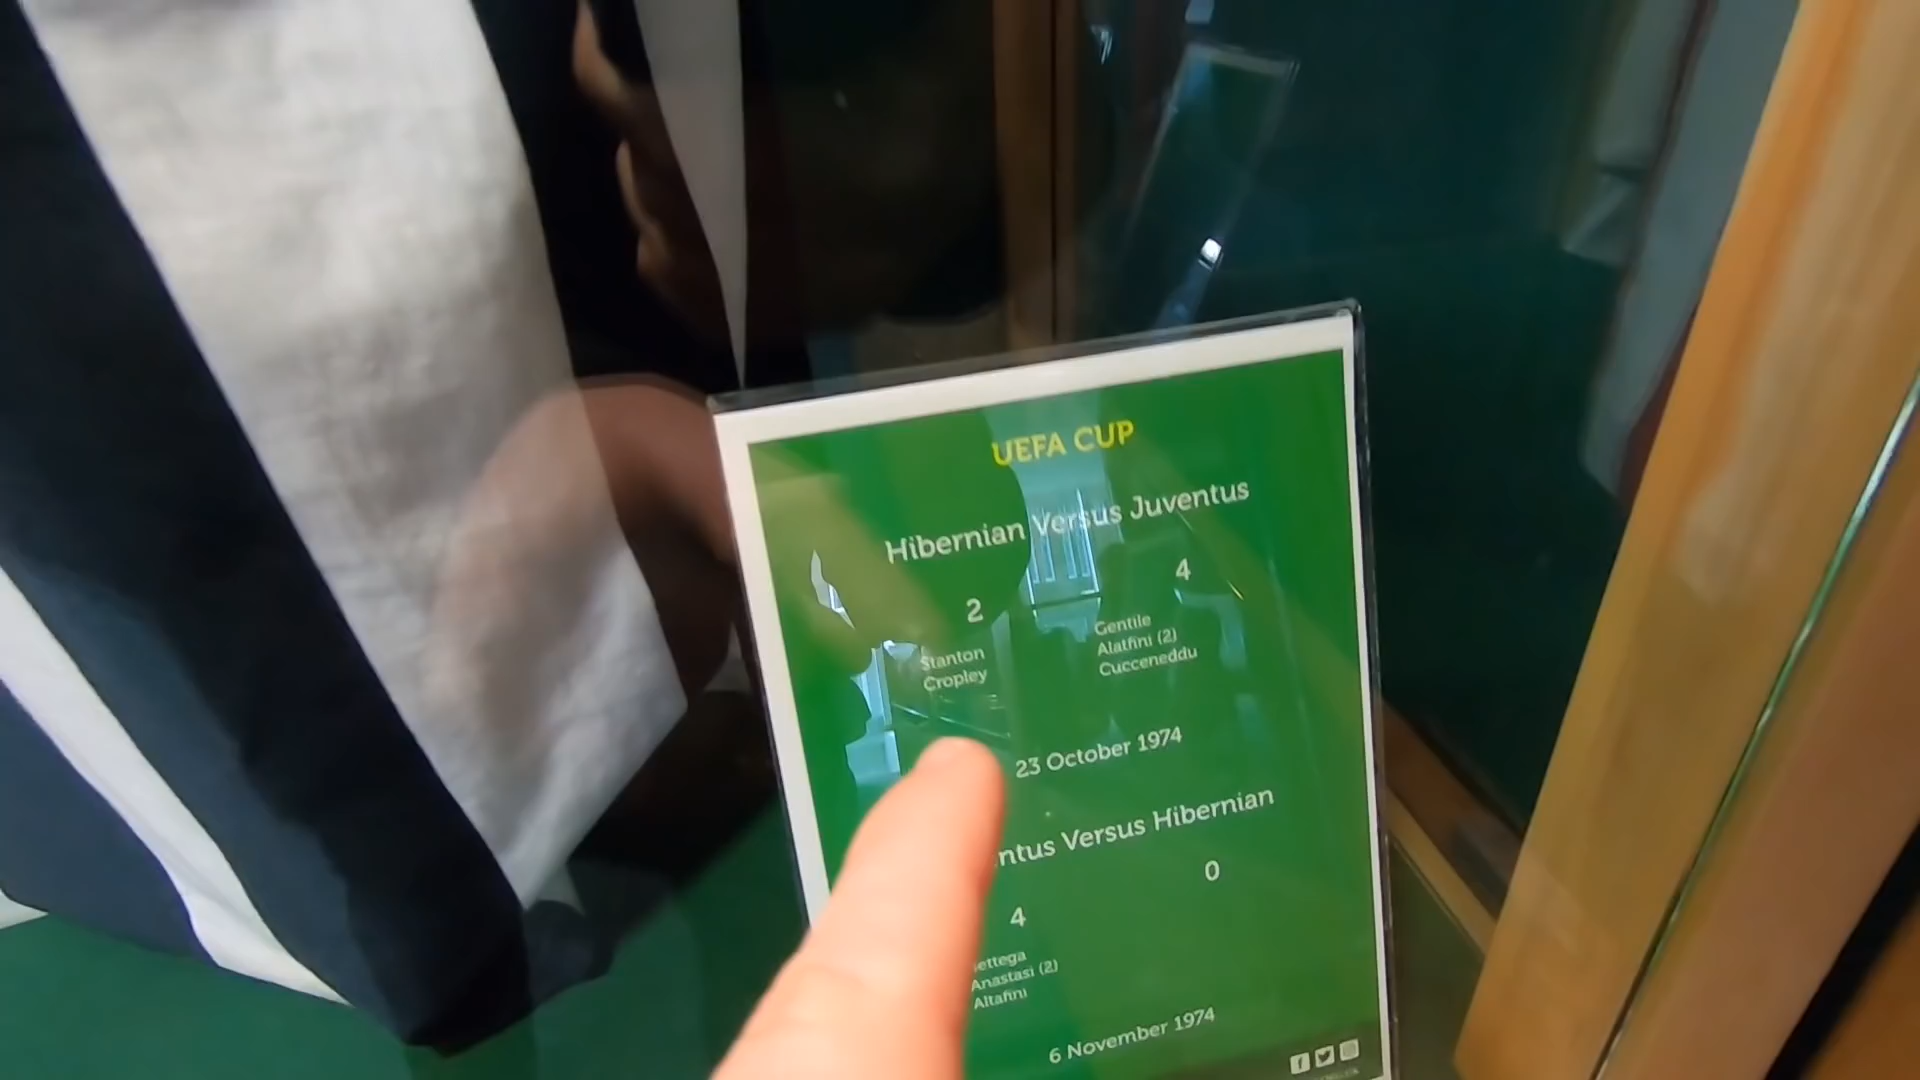 UEFA CUP
Hibernian Versus Juventus
2 4
Stanton
Cropley
Gentile
Alatfini (2)
Cucceneddu
23 October 1974
ntus Versus Hibernian
4 0
ettega
Anastasi (2)
Altafini
6 November 1974